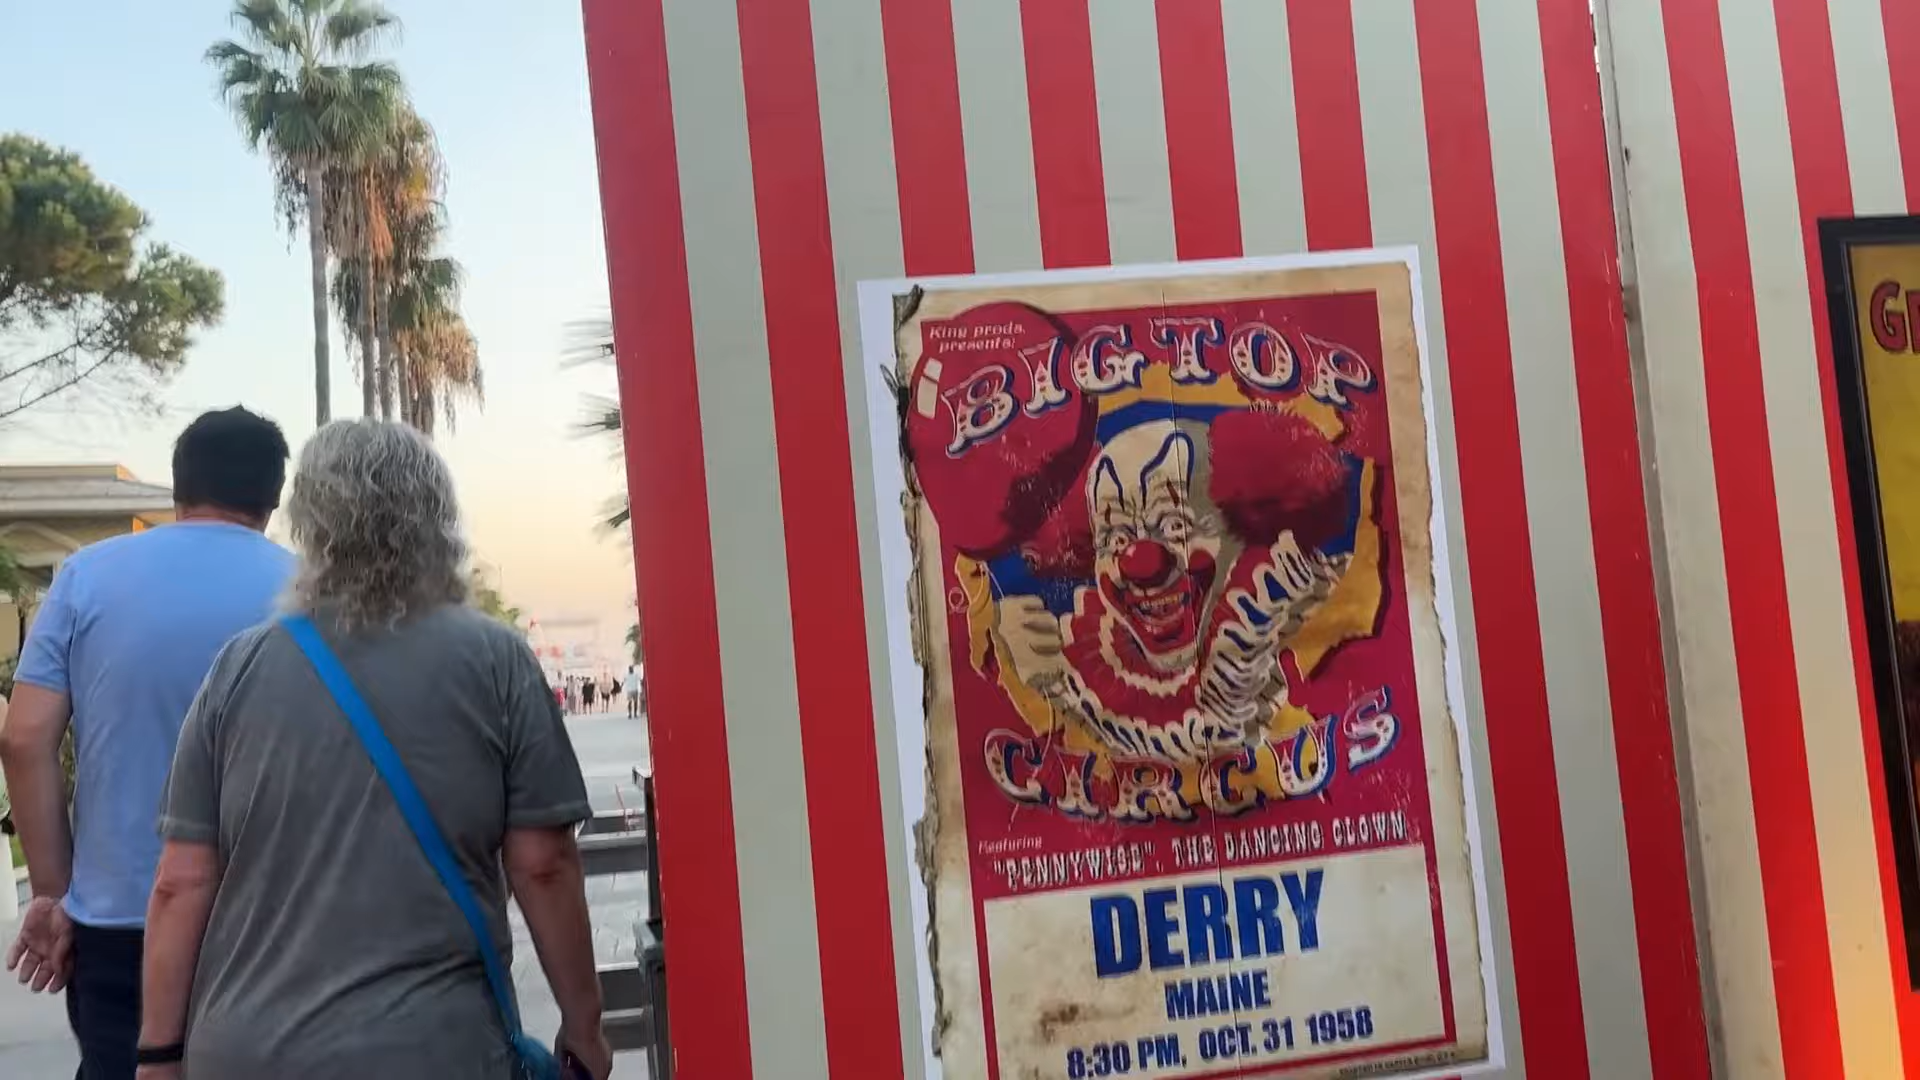 King prods.
presents:
BIG TOP
CIRCUS
Featuring
"PENNYWISE", THE DANCING CLOWN
DERRY
MAINE
8:30 PM, OCT. 31 1958